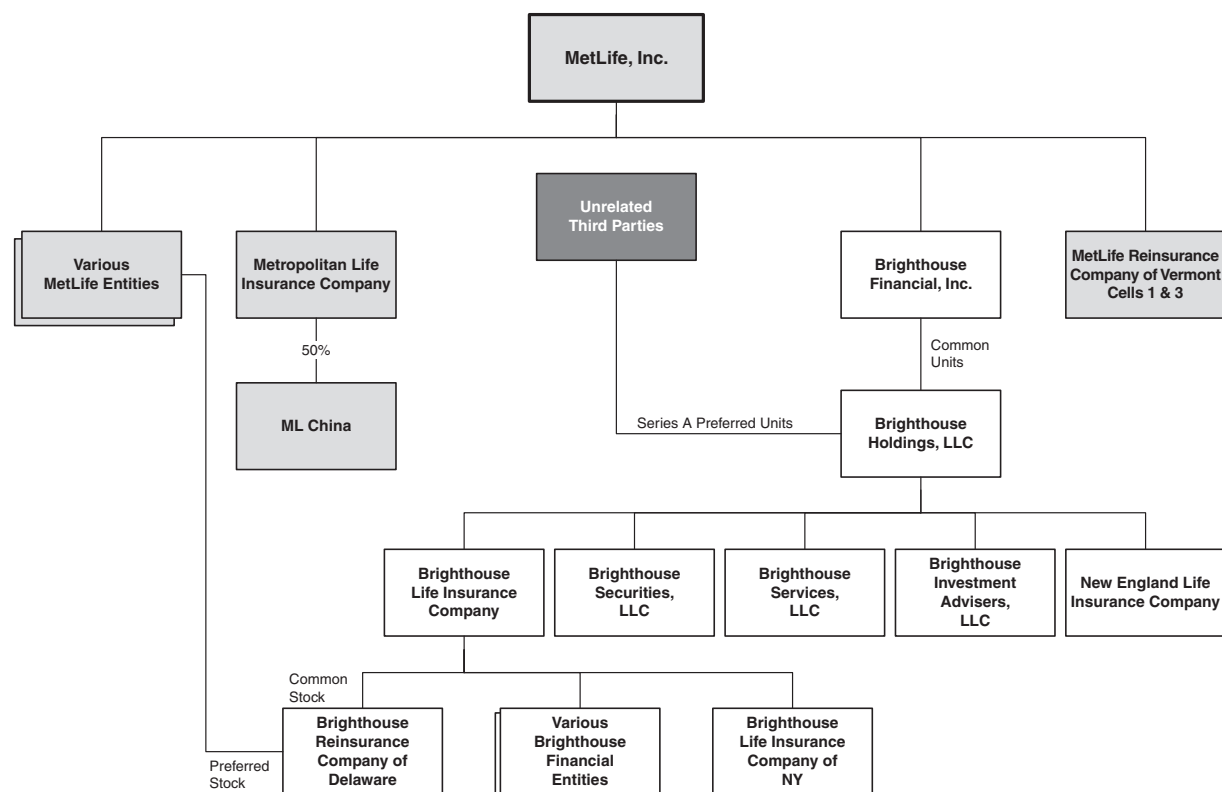 MetLife, Inc.
Unrelated
Third Parties
Various
MetLife Entities
Metropolitan Life
Insurance Company
Brighthouse
Financial, Inc.
MetLife Reinsurance
Company of Vermont
Cells 1 & 3
50%
Common
Units
ML China
Series A Preferred Units
Brighthouse
Holdings, LLC
Brighthouse
Life Insurance
Company
Brighthouse
Securities,
LLC
Brighthouse
Services,
LLC
Brighthouse
Investment
Advisers,
LLC
New England Life
Insurance Company
Common
Stock
Preferred
Stock
Brighthouse
Reinsurance
Company of
Delaware
Various
Brighthouse
Financial
Entities
Brighthouse
Life Insurance
Company of
NY